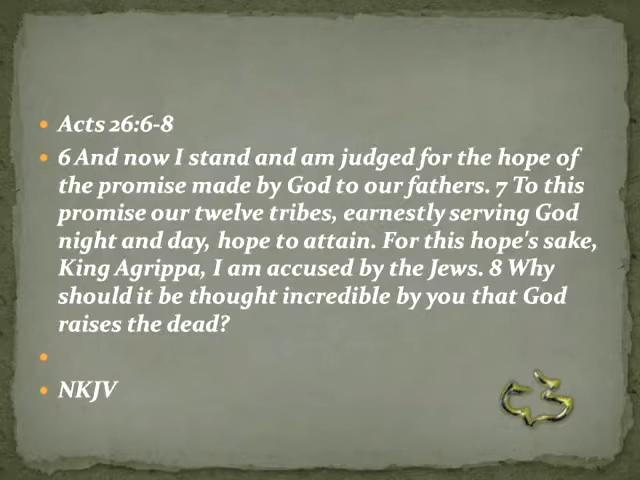 Acts 26:6-8
6 And now I stand and am judged for the hope of
the promise made by God to our fathers. 7 To this
promise our twelve tribes, earnestly serving God
night and day, hope to attain. For this hope's sake,
King Agrippa, I am accused by the Jews. 8 Why
should it be thought incredible by you that God
raises the dead?
NKJV